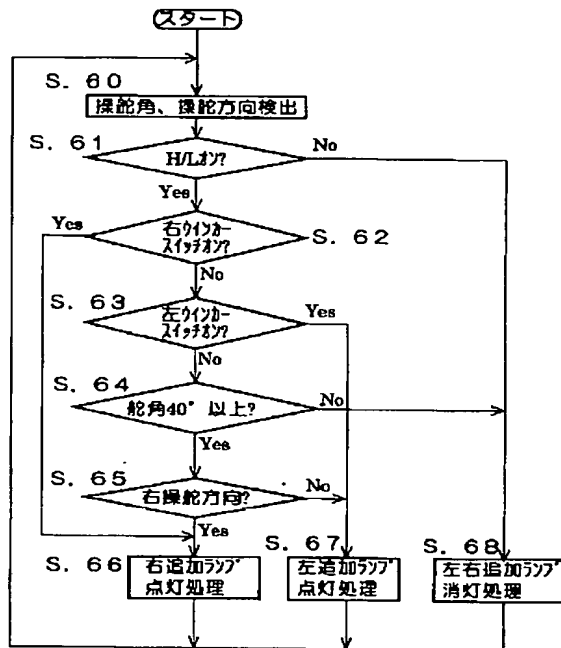 スタート
S. 60
操舵角、操舵方向検出
S. 61
H/Lオン?
No
Yes
Yes
右ウインカー
スイッチオン?
S. 62
No
S. 63
左ウインカー
スイッチオン?
Yes
No
S. 64
舵角40°以上?
No
Yes
S. 65
右操舵方向?
No
Yes
S. 66
右追加ランプ
点灯処理
S. 67
左追加ランプ
点灯処理
S. 68
左右追加ランプ
消灯処理